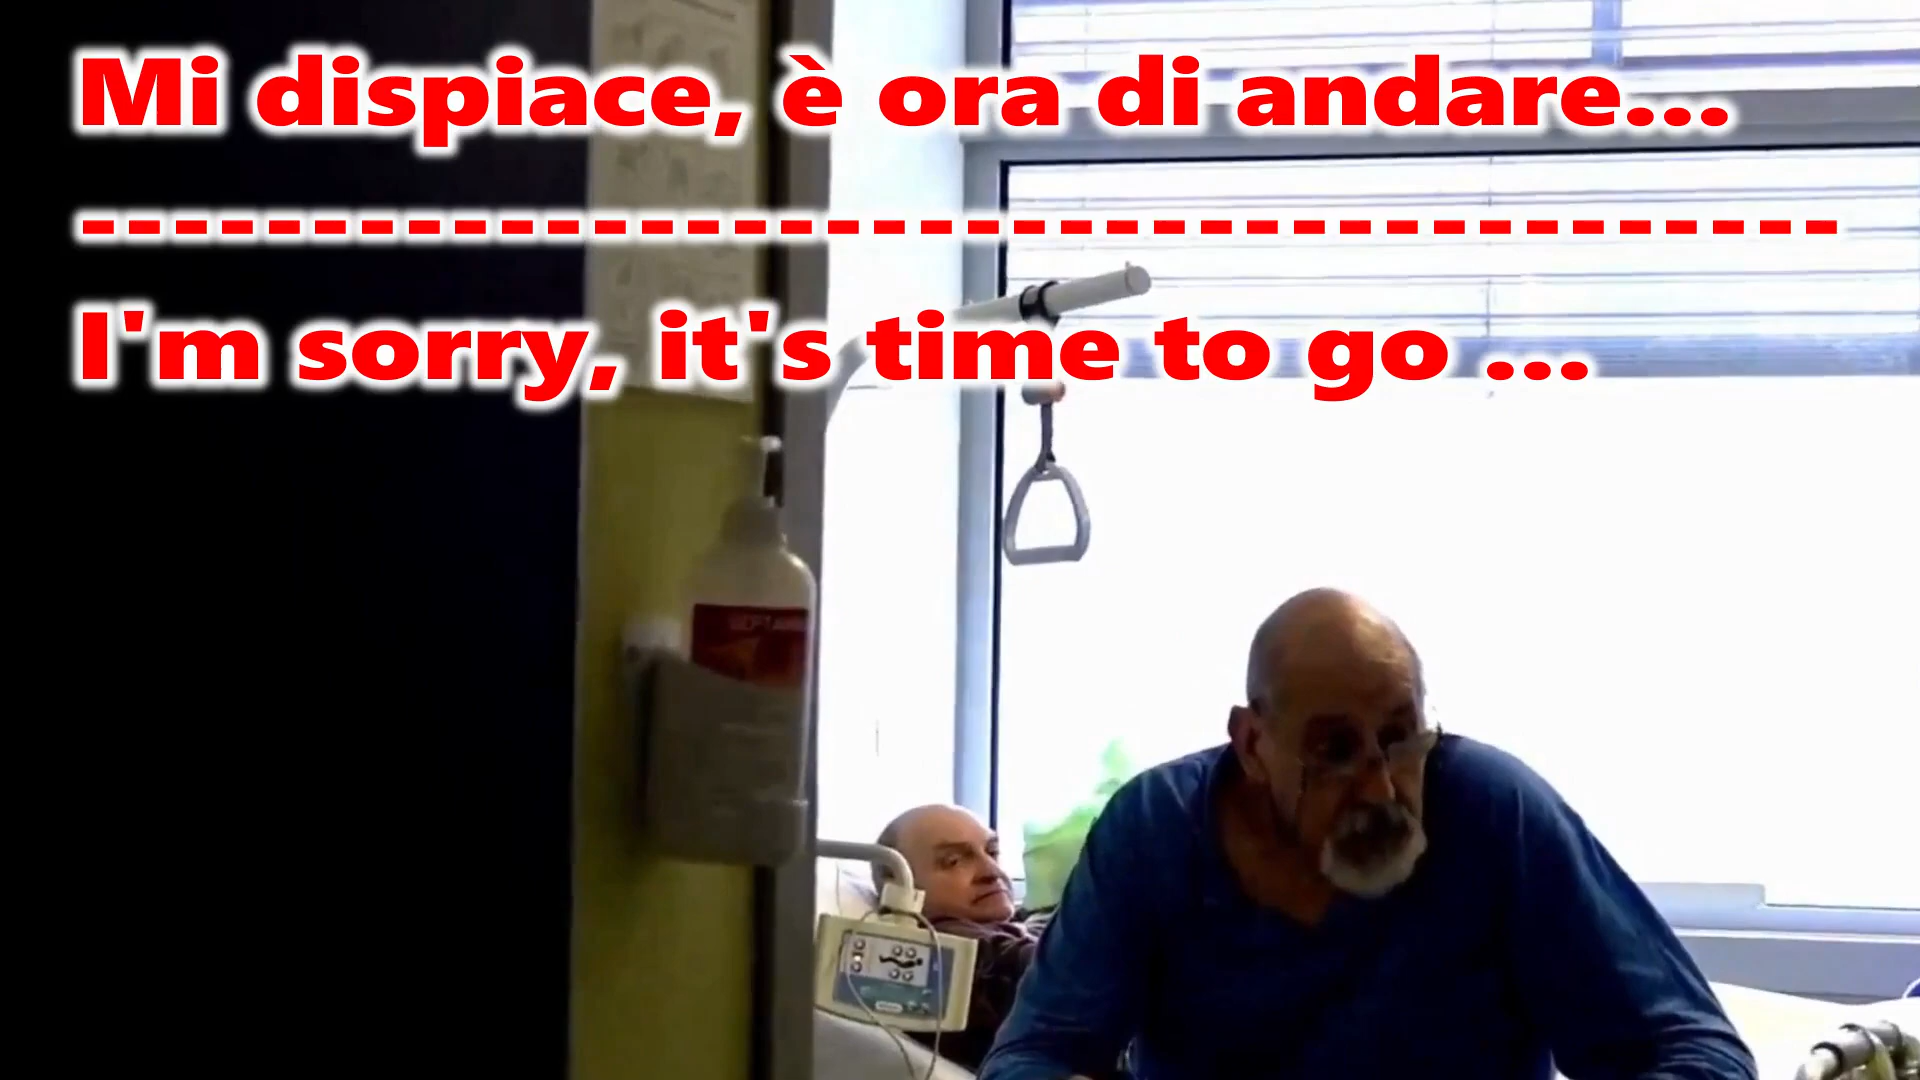 Mi dispiace, è ora di andare...
--------------------------------------
I'm sorry, it's time to go ...